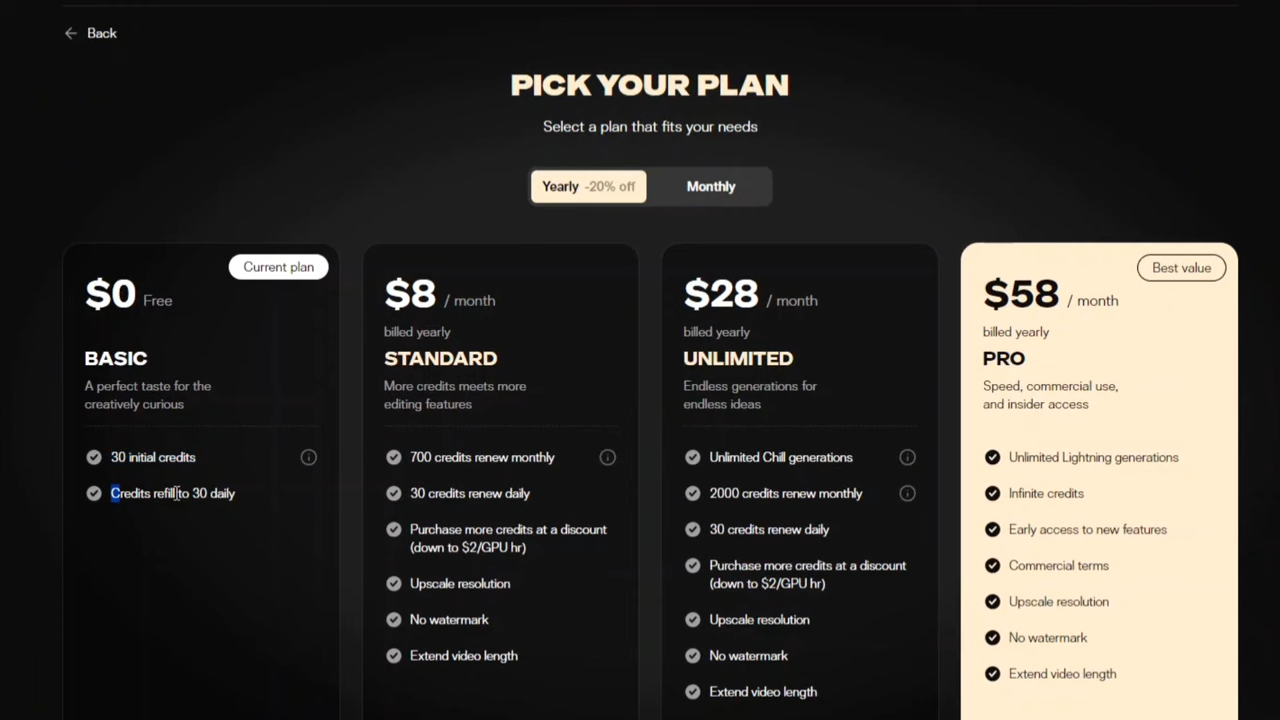 Back
PICK YOUR PLAN
Select a plan that fits your needs
Yearly -20% off
Monthly
Current plan
$0 Free
BASIC
A perfect taste for the
creatively curious
30 initial credits
Credits refill to 30 daily
$8 / month
billed yearly
STANDARD
More credits meets more
editing features
700 credits renew monthly
30 credits renew daily
Purchase more credits at a discount
(down to $2/GPU hr)
Upscale resolution
No watermark
Extend video length
$28 / month
billed yearly
UNLIMITED
Endless generations for
endless ideas
Unlimited Chill generations
2000 credits renew monthly
30 credits renew daily
Purchase more credits at a discount
(down to $2/GPU hr)
Upscale resolution
No watermark
Extend video length
Best value
$58 / month
billed yearly
PRO
Speed, commercial use,
and insider access
Unlimited Lightning generations
Infinite credits
Early access to new features
Commercial terms
Upscale resolution
No watermark
Extend video length